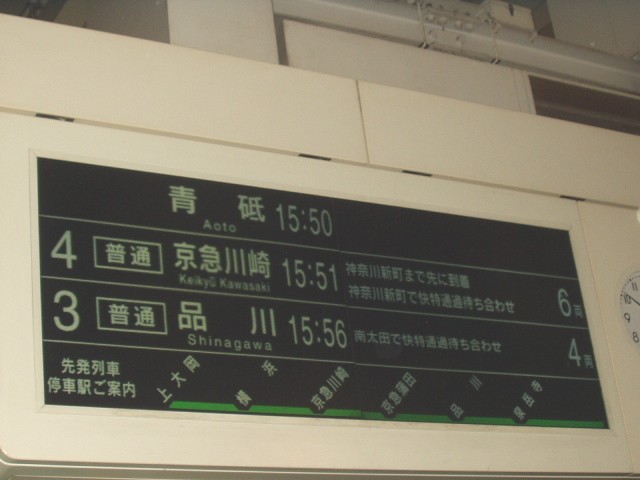 青砥 15:50
Aoto
4 普通 京急川崎 15:51 神奈川新町まで先に到着
Keikyū Kawasaki 神奈川新町で快特通過待ち合わせ 6両
3 普通 品川 15:56 南太田で快特通過待ち合わせ 4両
Shinagawa
先発列車
停車駅ご案内
上大岡 横浜 京急川崎 京急蒲田 品川 泉岳寺
10
9
8